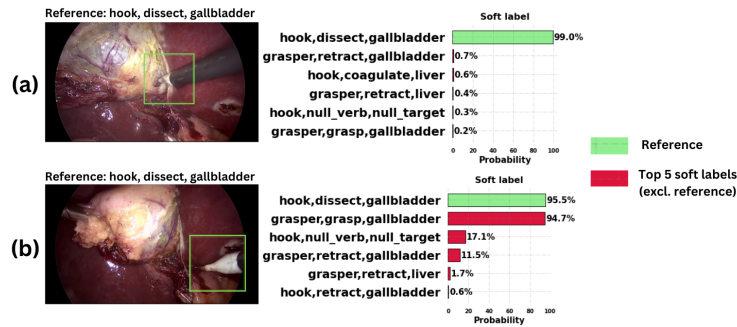 Reference: hook, dissect, gallbladder
(a)
Soft label
hook,dissect,gallbladder 99.0%
grasper,retract,gallbladder 0.7%
hook,coagulate,liver 0.6%
grasper,retract,liver 0.4%
hook,null_verb,null_target 0.3%
grasper,grasp,gallbladder 0.2%
0 20 40 60 80 100
Probability
Reference
Top 5 soft labels
(excl. reference)
Reference: hook, dissect, gallbladder
(b)
Soft label
hook,dissect,gallbladder 95.5%
grasper,grasp,gallbladder 94.7%
hook,null_verb,null_target 17.1%
grasper,retract,gallbladder 11.5%
grasper,retract,liver 1.7%
hook,retract,gallbladder 0.6%
0 20 40 60 80 100
Probability